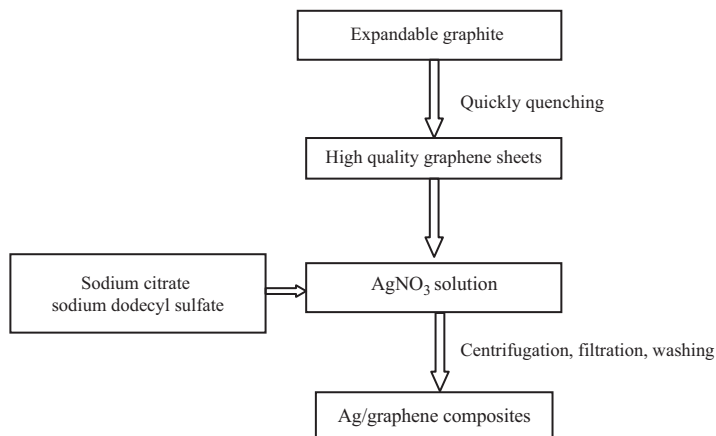 Expandable graphite
Quickly quenching
High quality graphene sheets
Sodium citrate
sodium dodecyl sulfate
AgNO3 solution
Centrifugation, filtration, washing
Ag/graphene composites